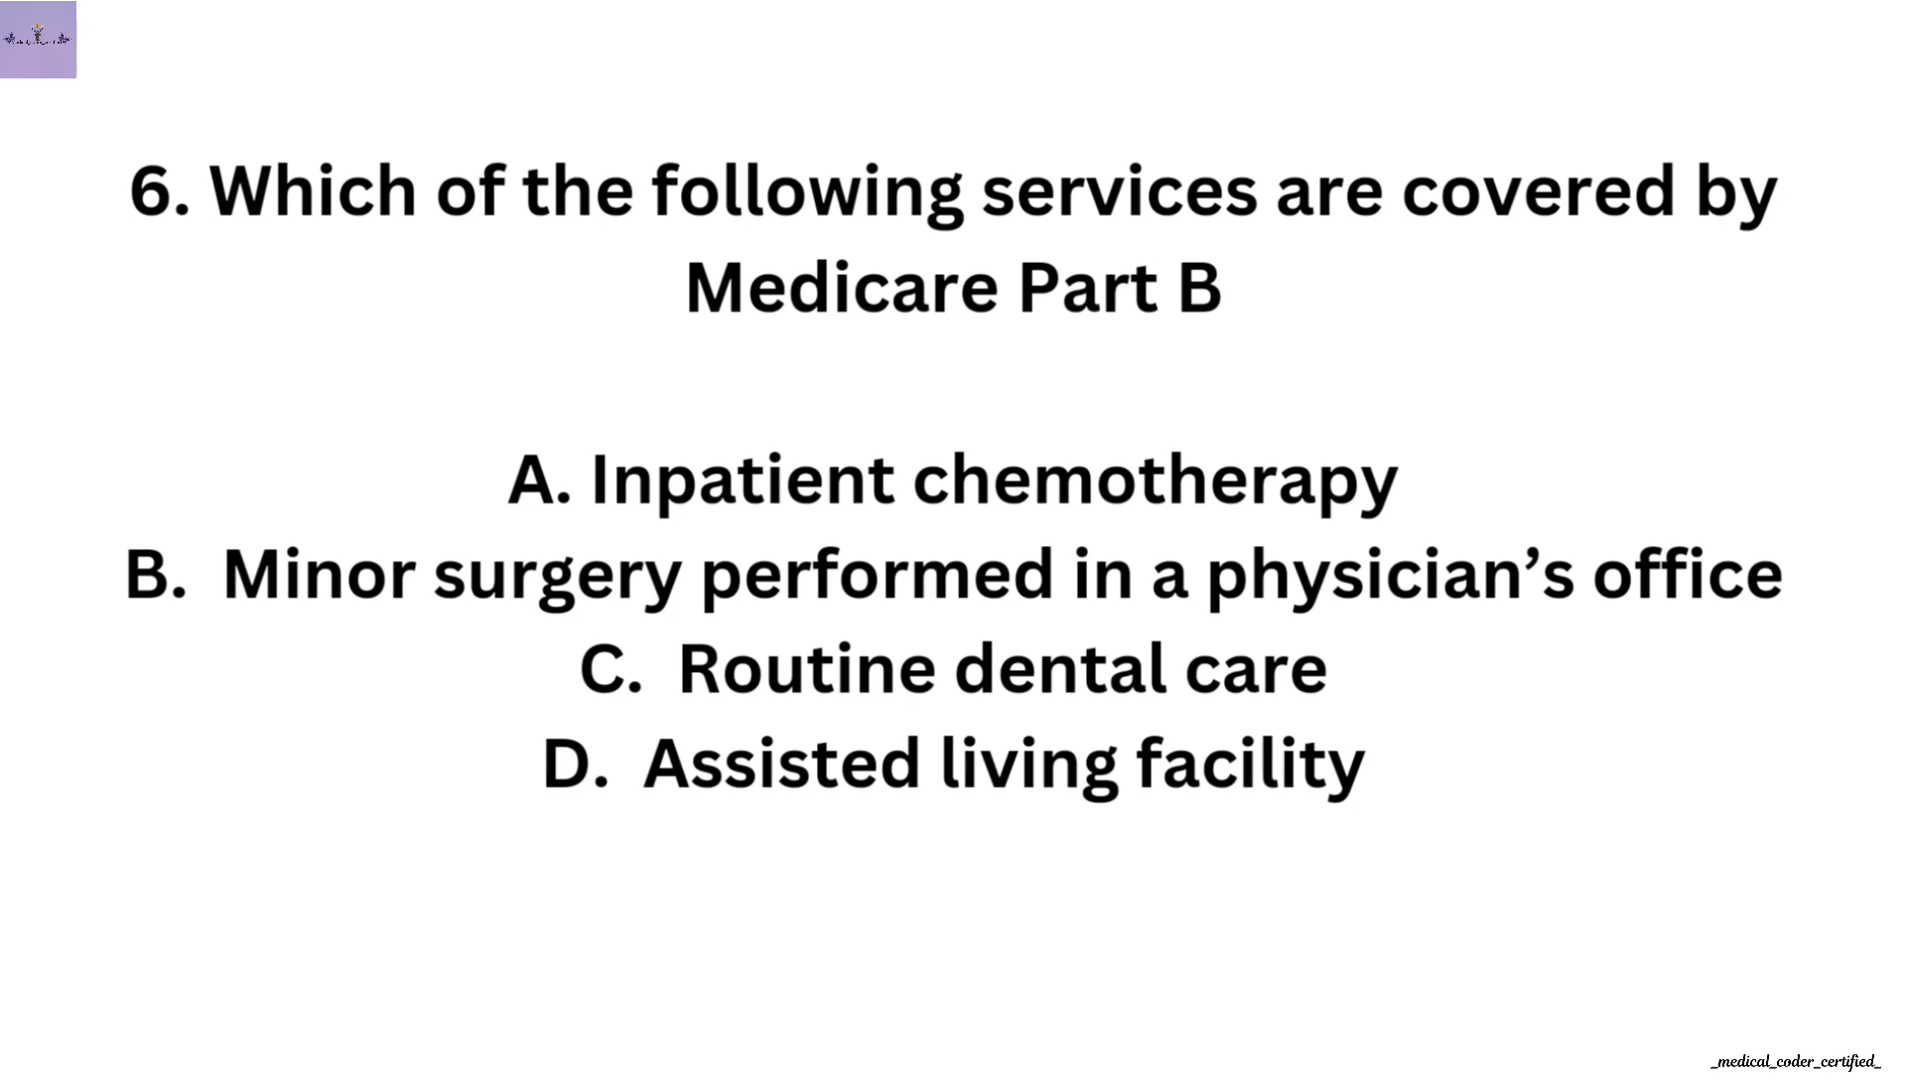 6. Which of the following services are covered by
Medicare Part B
A. Inpatient chemotherapy
B. Minor surgery performed in a physician’s office
C. Routine dental care
D. Assisted living facility
_medical_coder_certified_